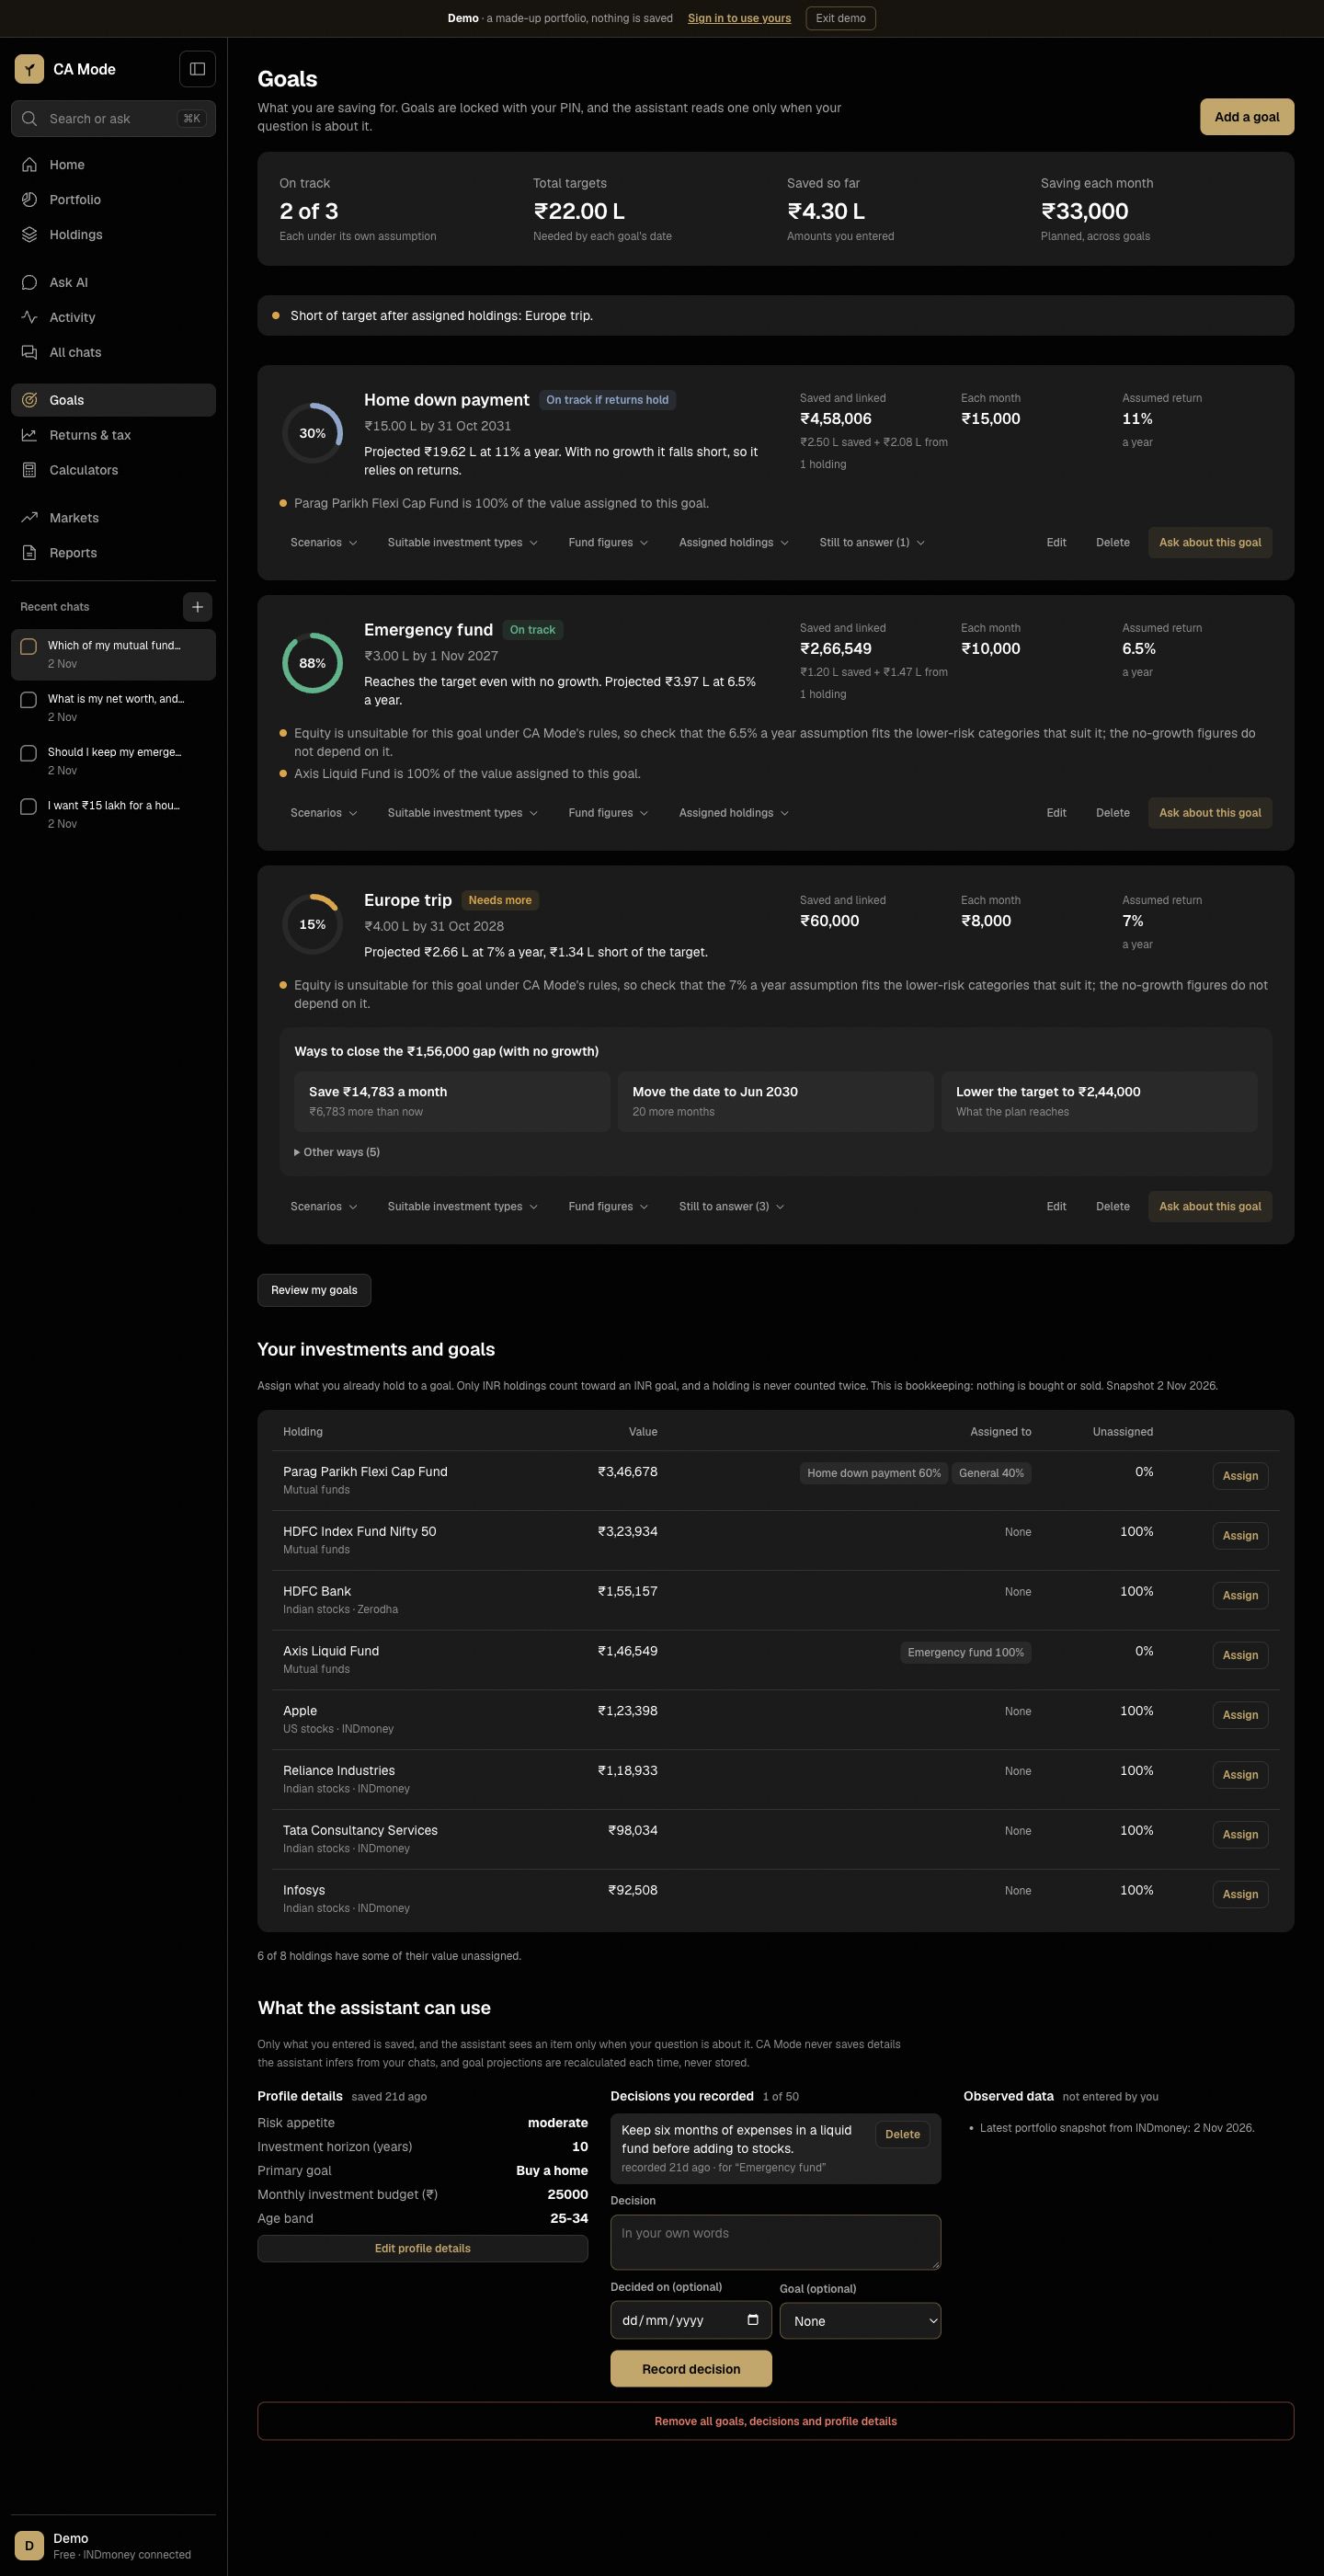 Demo · a made-up portfolio, nothing is saved Sign in to use yours Exit demo
CA Mode
Search or ask ⌘K
Home
Portfolio
Holdings
Ask AI
Activity
All chats
Goals
Returns & tax
Calculators
Markets
Reports
Recent chats
Which of my mutual fund...
2 Nov
What is my net worth, and...
2 Nov
Should I keep my emerge...
2 Nov
I want ₹15 lakh for a hou...
2 Nov
Demo
D
Free · INDmoney connected
Goals
What you are saving for. Goals are locked with your PIN, and the assistant reads one only when your
question is about it.
Add a goal
On track Total targets Saved so far Saving each month
2 of 3 ₹22.00 L ₹4.30 L ₹33,000
Each under its own assumption Needed by each goal's date Amounts you entered Planned, across goals
Short of target after assigned holdings: Europe trip.
30%
Home down payment On track if returns hold
₹15.00 L by 31 Oct 2031
Projected ₹19.62 L at 11% a year. With no growth it falls short, so it
relies on returns.
Saved and linked Each month Assumed return
₹4,58,006 ₹15,000 11%
₹2.50 L saved + ₹2.08 L from a year
1 holding
Parag Parikh Flexi Cap Fund is 100% of the value assigned to this goal.
Scenarios Suitable investment types Fund figures Assigned holdings Still to answer (1) Edit Delete Ask about this goal
88%
Emergency fund On track
₹3.00 L by 1 Nov 2027
Reaches the target even with no growth. Projected ₹3.97 L at 6.5%
a year.
Saved and linked Each month Assumed return
₹2,66,549 ₹10,000 6.5%
₹1.20 L saved + ₹1.47 L from a year
1 holding
Equity is unsuitable for this goal under CA Mode's rules, so check that the 6.5% a year assumption fits the lower-risk categories that suit it; the no-growth figures do
not depend on it.
Axis Liquid Fund is 100% of the value assigned to this goal.
Scenarios Suitable investment types Fund figures Assigned holdings Edit Delete Ask about this goal
15%
Europe trip Needs more
₹4.00 L by 31 Oct 2028
Projected ₹2.66 L at 7% a year, ₹1.34 L short of the target.
Saved and linked Each month Assumed return
₹60,000 ₹8,000 7%
a year
Equity is unsuitable for this goal under CA Mode's rules, so check that the 7% a year assumption fits the lower-risk categories that suit it; the no-growth figures do not
depend on it.
Ways to close the ₹1,56,000 gap (with no growth)
Save ₹14,783 a month Move the date to Jun 2030 Lower the target to ₹2,44,000
₹6,783 more than now 20 more months What the plan reaches
Other ways (5)
Scenarios Suitable investment types Fund figures Still to answer (3) Edit Delete Ask about this goal
Review my goals
Your investments and goals
Assign what you already hold to a goal. Only INR holdings count toward an INR goal, and a holding is never counted twice. This is bookkeeping: nothing is bought or sold. Snapshot 2 Nov 2026.
Holding Value Assigned to Unassigned
Parag Parikh Flexi Cap Fund ₹3,46,678 Home down payment 60% General 40% 0% Assign
Mutual funds
HDFC Index Fund Nifty 50 ₹3,23,934 None 100% Assign
Mutual funds
HDFC Bank ₹1,55,157 None 100% Assign
Indian stocks · Zerodha
Axis Liquid Fund ₹1,46,549 Emergency fund 100% 0% Assign
Mutual funds
Apple ₹1,23,398 None 100% Assign
US stocks · INDmoney
Reliance Industries ₹1,18,933 None 100% Assign
Indian stocks · INDmoney
Tata Consultancy Services ₹98,034 None 100% Assign
Indian stocks · INDmoney
Infosys ₹92,508 None 100% Assign
Indian stocks · INDmoney
6 of 8 holdings have some of their value unassigned.
What the assistant can use
Only what you entered is saved, and the assistant sees an item only when your question is about it. CA Mode never saves details
the assistant infers from your chats, and goal projections are recalculated each time, never stored.
Profile details saved 21d ago
Risk appetite moderate
Investment horizon (years) 10
Primary goal Buy a home
Monthly investment budget (₹) 25000
Age band 25-34
Edit profile details
Decisions you recorded 1 of 50
Keep six months of expenses in a liquid
fund before adding to stocks.
recorded 21d ago · for “Emergency fund”
Delete
Decision
In your own words
Decided on (optional) Goal (optional)
dd/mm/yyyy None
Record decision
Observed data not entered by you
• Latest portfolio snapshot from INDmoney: 2 Nov 2026.
Remove all goals, decisions and profile details